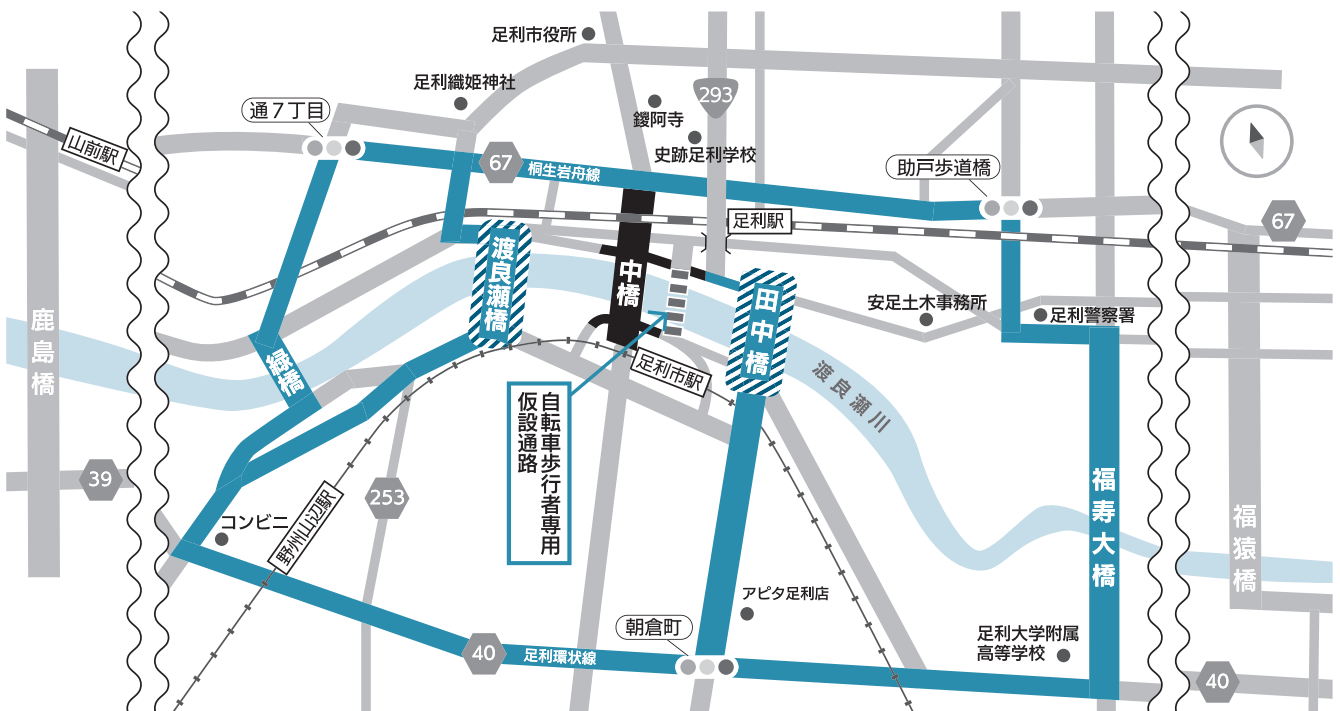 足利市役所
足利織姫神社
通7丁目
293
鑁阿寺
史跡足利学校
山前駅
67
桐生岩舟線
助戸歩道橋
足利駅
67
渡良瀬橋
中橋
田中橋
安足土木事務所
足利警察署
鹿島橋
緑橋
足利市駅
渡良瀬川
自転車歩行者専用
仮設通路
39
253
コンビニ
野州山辺駅
福寿大橋
福猿橋
アピタ足利店
朝倉町
足利大学附属
高等学校
40
足利環状線
40